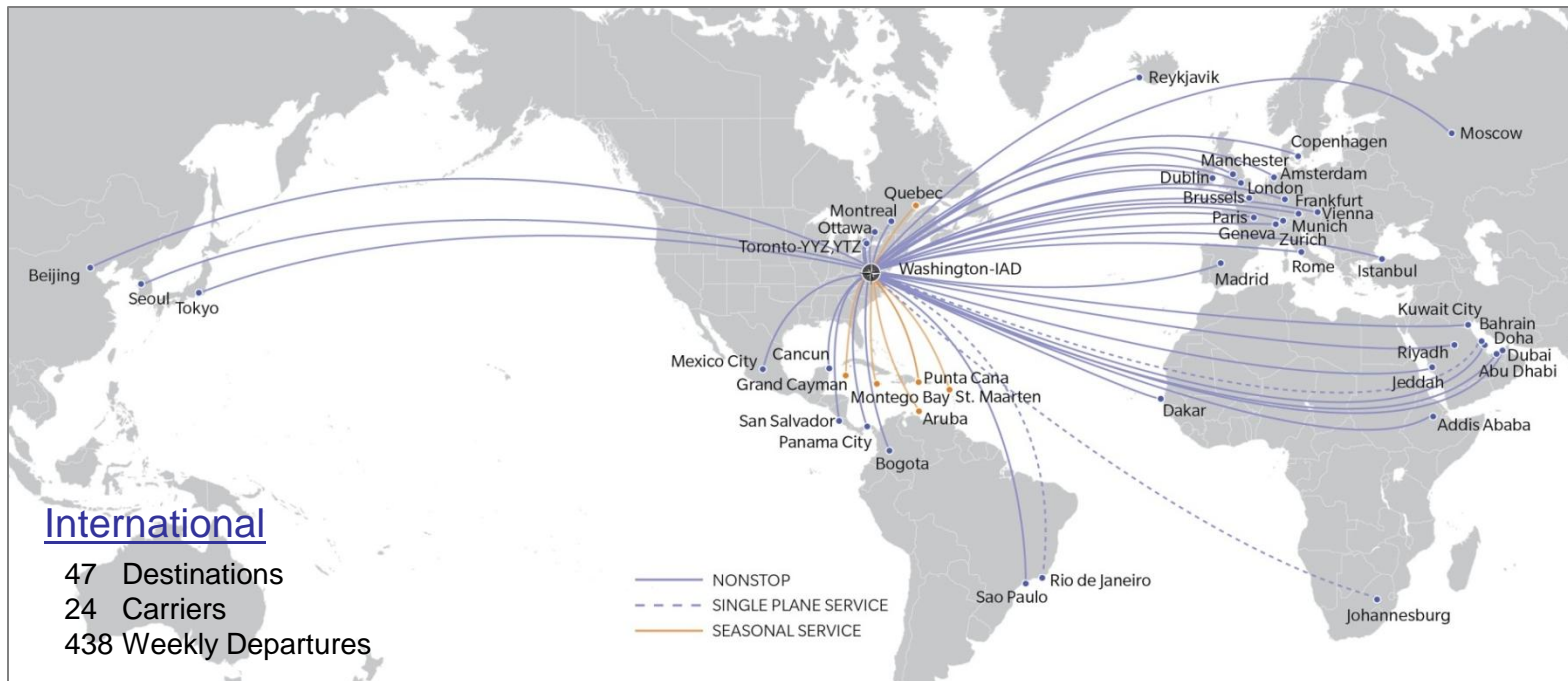 Reykjavik
Moscow
Copenhagen
Manchester
Dublin
Amsterdam
London
Brussels
Frankfurt
Vienna
Paris
Munich
Geneva
Zurich
Quebec
Montreal
Ottawa
Toronto-YYZ,YTZ
Washington-IAD
Rome
Istanbul
Madrid
Beijing
Seoul
Tokyo
Kuwait City
Bahrain
Doha
Riyadh
Dubai
Abu Dhabi
Jeddah
Mexico City
Cancun
Grand Cayman
Punta Cana
Montego Bay
St. Maarten
Dakar
Aruba
San Salvador
Addis Ababa
Panama City
Bogota
International
47 Destinations
24 Carriers
438 Weekly Departures
NONSTOP
SINGLE PLANE SERVICE
SEASONAL SERVICE
Sao Paulo
Rio de Janeiro
Johannesburg